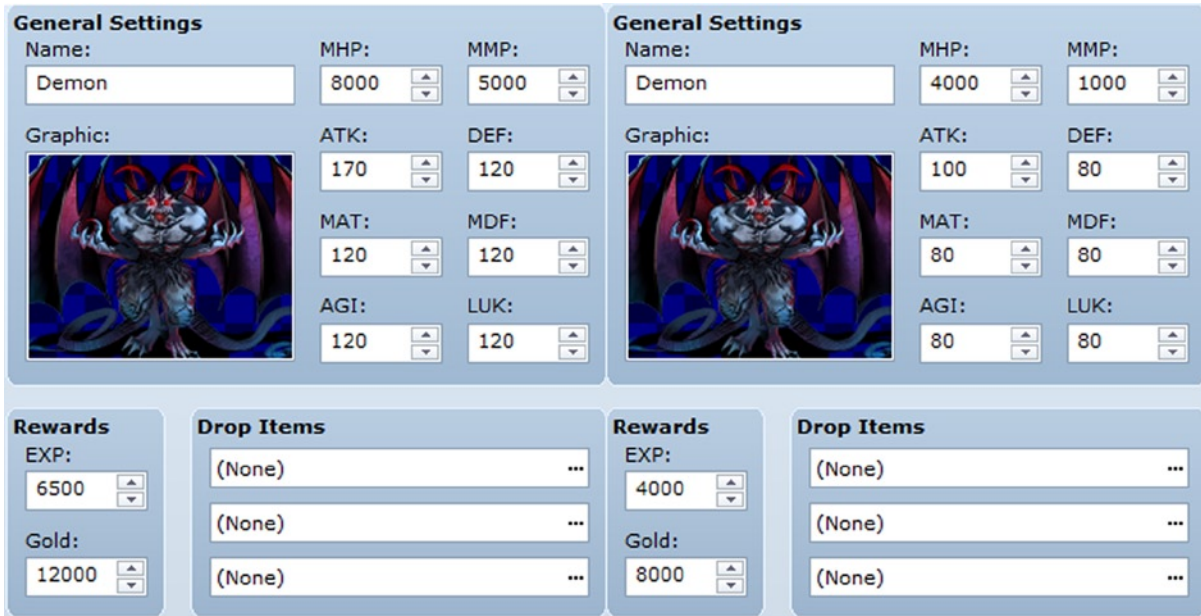 General Settings
Name:
MHP:
MMP:
Demon
8000
5000
Graphic:
ATK:
DEF:
170
120
MAT:
MDF:
120
120
AGI:
LUK:
120
120
Rewards
EXP:
6500
Gold:
12000
Drop Items
(None)
(None)
(None)
General Settings
Name:
MHP:
MMP:
Demon
4000
1000
Graphic:
ATK:
DEF:
100
80
MAT:
MDF:
80
80
AGI:
LUK:
80
80
Rewards
EXP:
4000
Gold:
8000
Drop Items
(None)
(None)
(None)